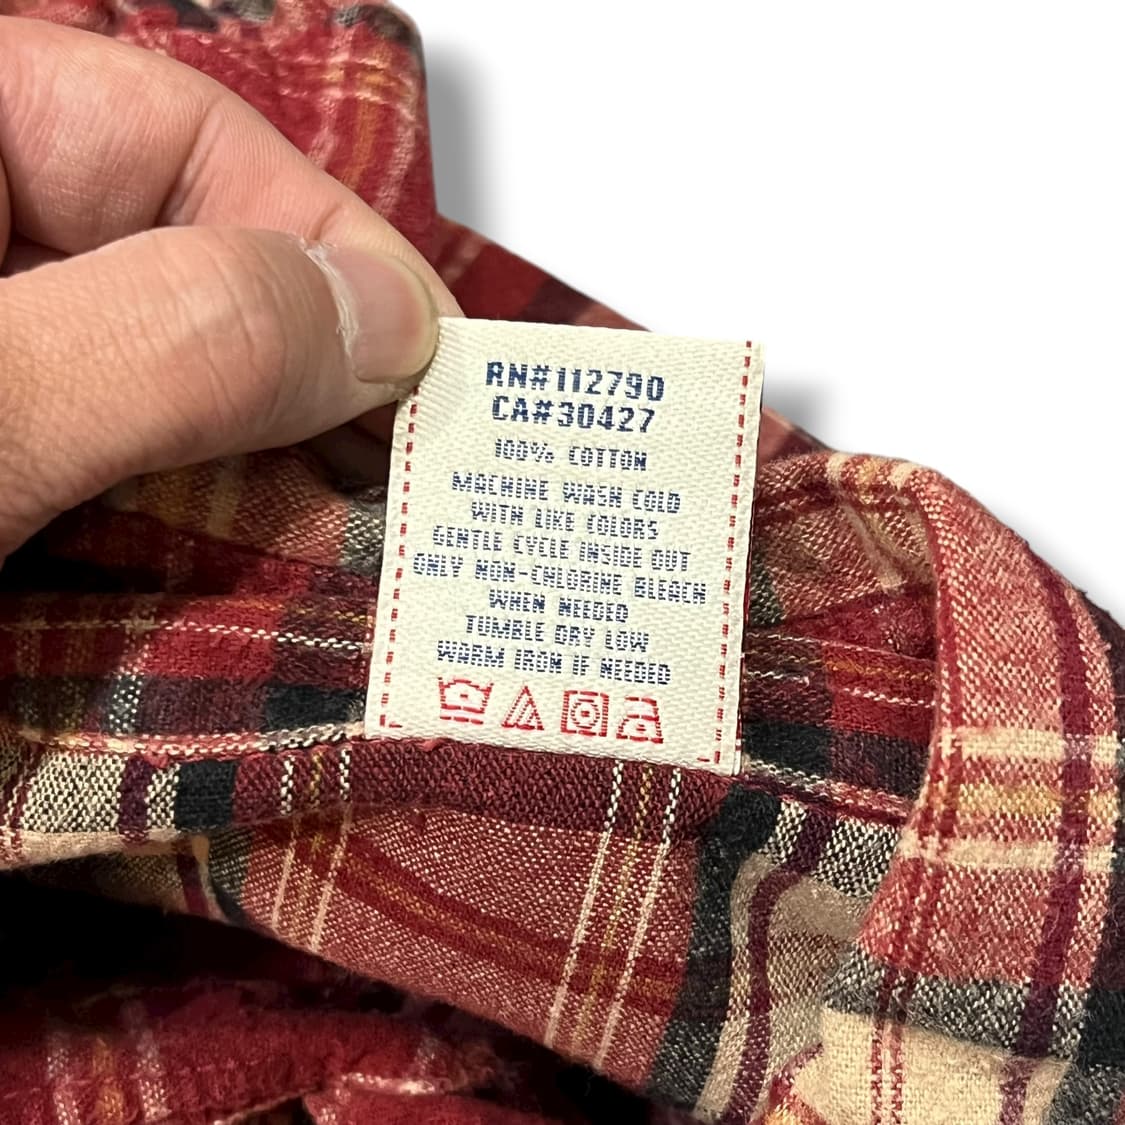 RN#112790
CA#30427
100% COTTON
MACHINE WASH COLD
WITH LIKE COLORS
GENTLE CYCLE INSIDE OUT
ONLY NON-CHLORINE BLEACH
WHEN NEEDED
TUMBLE DRY LOW
WARM IRON IF NEEDED